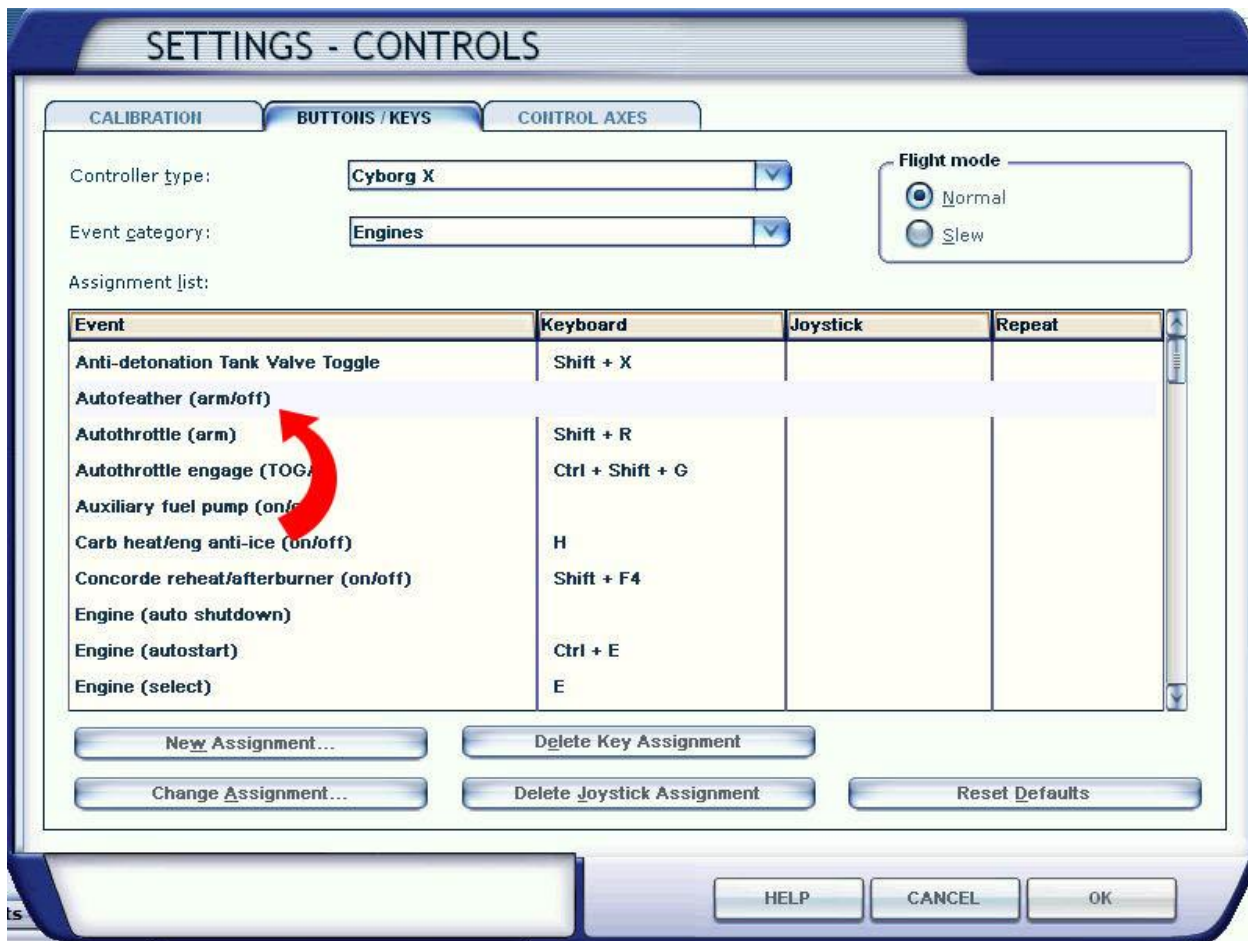 SETTINGS - CONTROLS
CALIBRATION BUTTONS / KEYS CONTROL AXES
Controller type: Cyborg X
Flight mode
Normal
Event category: Engines
Slew
Assignment list:
Event Keyboard Joystick Repeat
Anti-detonation Tank Valve Toggle Shift + X
Autofeather (arm/off)
Autothrottle (arm) Shift + R
Autothrottle engage Ctrl + Shift + G
Auxiliary fuel pump
Carb heat/eng anti-ice (on/off) H
Concorde reheat/afterburner (on/off) Shift + F4
Engine (auto shutdown)
Engine (autostart) Ctrl + E
Engine (select) E
New Assignment... Delete Key Assignment
Change Assignment... Delete Joystick Assignment Reset Defaults
HELP CANCEL OK
ts